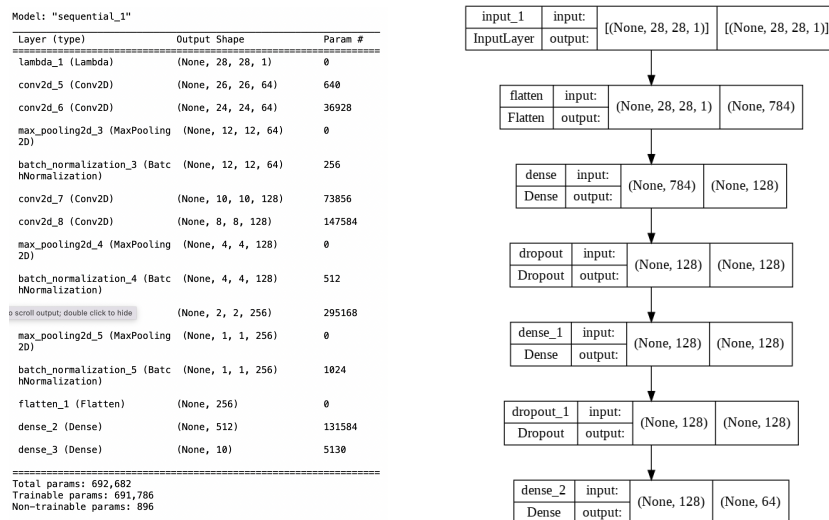 Model: "sequential_1"
Layer (type) Output Shape Param #
lambda_1 (Lambda) (None, 28, 28, 1) 0
conv2d_5 (Conv2D) (None, 26, 26, 64) 640
conv2d_6 (Conv2D) (None, 24, 24, 64) 36928
max_pooling2d_3 (MaxPooling (None, 12, 12, 64) 0
2D)
batch_normalization_3 (Batc (None, 12, 12, 64) 256
hNormalization)
conv2d_7 (Conv2D) (None, 10, 10, 128) 73856
conv2d_8 (Conv2D) (None, 8, 8, 128) 147584
max_pooling2d_4 (MaxPooling (None, 4, 4, 128) 0
2D)
batch_normalization_4 (Batc (None, 4, 4, 128) 512
hNormalization)
o scroll output; double click to hide (None, 2, 2, 256) 295168
max_pooling2d_5 (MaxPooling (None, 1, 1, 256) 0
2D)
batch_normalization_5 (Batc (None, 1, 1, 256) 1024
hNormalization)
flatten_1 (Flatten) (None, 256) 0
dense_2 (Dense) (None, 512) 131584
dense_3 (Dense) (None, 10) 5130
Total params: 692,682
Trainable params: 691,786
Non-trainable params: 896
input_1 input: [(None, 28, 28, 1)] [(None, 28, 28, 1)]
InputLayer output:
flatten input: (None, 28, 28, 1) (None, 784)
Flatten output:
dense input: (None, 784) (None, 128)
Dense output:
dropout input: (None, 128) (None, 128)
Dropout output:
dense_1 input: (None, 128) (None, 128)
Dense output:
dropout_1 input: (None, 128) (None, 128)
Dropout output:
dense_2 input: (None, 128) (None, 64)
Dense output: